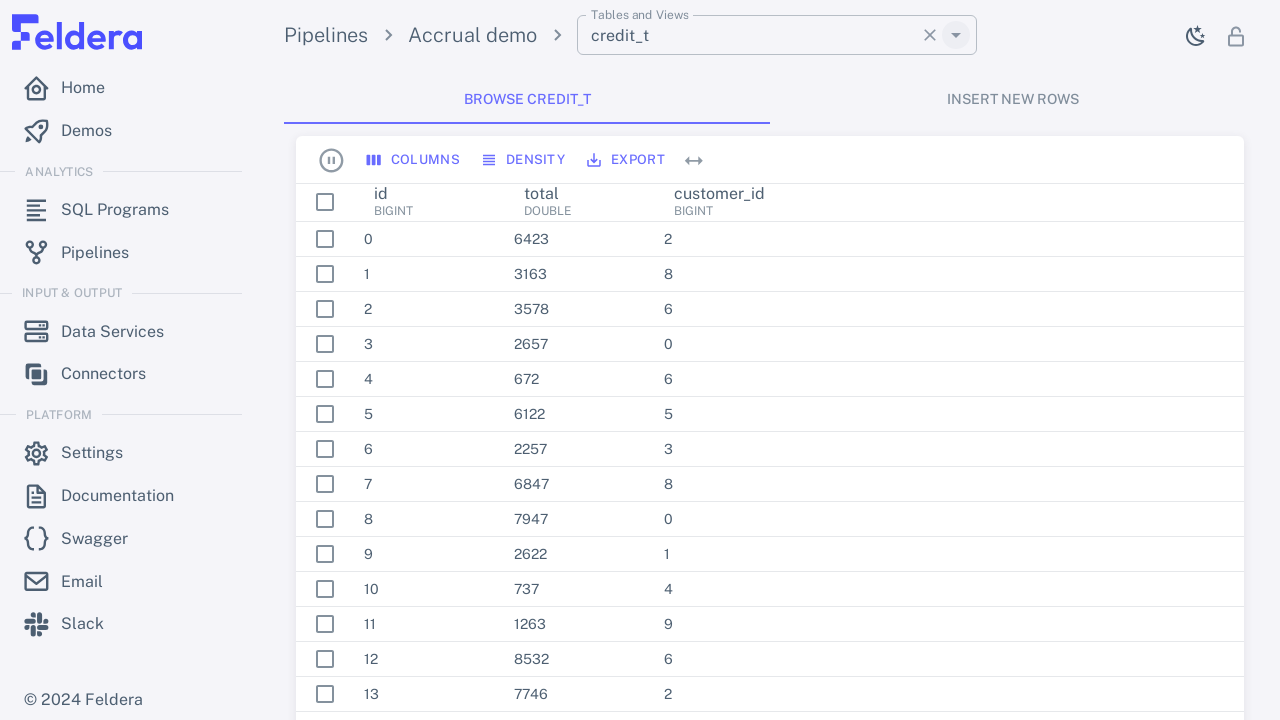 Feldera
Home
Demos
ANALYTICS
SQL Programs
Pipelines
INPUT & OUTPUT
Data Services
Connectors
PLATFORM
Settings
Documentation
Swagger
Email
Slack
© 2024 Feldera
Pipelines
Accrual demo
Tables and Views
credit_t
BROWSE CREDIT_T
INSERT NEW ROWS
COLUMNS DENSITY EXPORT
id total customer_id
BIGINT DOUBLE BIGINT
0 6423 2
1 3163 8
2 3578 6
3 2657 0
4 672 6
5 6122 5
6 2257 3
7 6847 8
8 7947 0
9 2622 1
10 737 4
11 1263 9
12 8532 6
13 7746 2